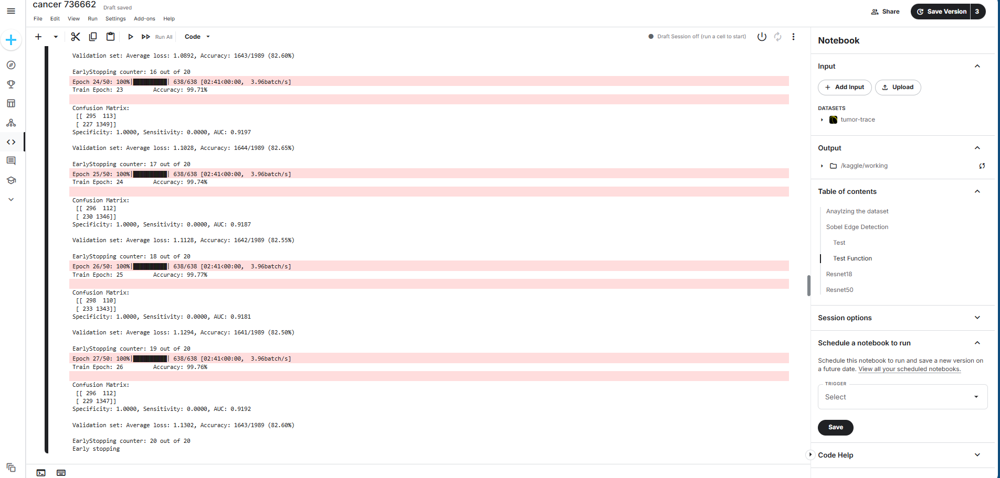 cancer 736662
Draft saved
File Edit View Run Settings Add-ons Help
Share
Save Version 3
Run All
Code
Draft Session off (run a cell to start)
Validation set: Average loss: 1.0892, Accuracy: 1643/1989 (82.60%)
EarlyStopping counter: 16 out of 20
Epoch 24/50: 100%|██████████| 638/638 [02:41<00:00, 3.96batch/s]
Train Epoch: 23 Accuracy: 99.71%
Confusion Matrix:
[[ 295 113]
[ 227 1349]]
Specificity: 1.0000, Sensitivity: 0.0000, AUC: 0.9197
Validation set: Average loss: 1.1028, Accuracy: 1644/1989 (82.65%)
EarlyStopping counter: 17 out of 20
Epoch 25/50: 100%|██████████| 638/638 [02:41<00:00, 3.96batch/s]
Train Epoch: 24 Accuracy: 99.74%
Confusion Matrix:
[[ 296 112]
[ 230 1346]]
Specificity: 1.0000, Sensitivity: 0.0000, AUC: 0.9187
Validation set: Average loss: 1.1128, Accuracy: 1642/1989 (82.55%)
EarlyStopping counter: 18 out of 20
Epoch 26/50: 100%|██████████| 638/638 [02:41<00:00, 3.96batch/s]
Train Epoch: 25 Accuracy: 99.77%
Confusion Matrix:
[[ 298 110]
[ 233 1343]]
Specificity: 1.0000, Sensitivity: 0.0000, AUC: 0.9181
Validation set: Average loss: 1.1294, Accuracy: 1641/1989 (82.50%)
EarlyStopping counter: 19 out of 20
Epoch 27/50: 100%|██████████| 638/638 [02:41<00:00, 3.96batch/s]
Train Epoch: 26 Accuracy: 99.76%
Confusion Matrix:
[[ 296 112]
[ 229 1347]]
Specificity: 1.0000, Sensitivity: 0.0000, AUC: 0.9192
Validation set: Average loss: 1.1302, Accuracy: 1643/1989 (82.60%)
EarlyStopping counter: 20 out of 20
Early stopping
Notebook
Input
Add Input
Upload
DATASETS
tumor-trace
Output
/kaggle/working
Table of contents
Anaylzing the dataset
Sobel Edge Detection
Test
Test Function
Resnet18
Resnet50
Session options
Schedule a notebook to run
Schedule this notebook to run and save a new version on
a future date. View all your scheduled notebooks.
TRIGGER
Select
Save
Code Help